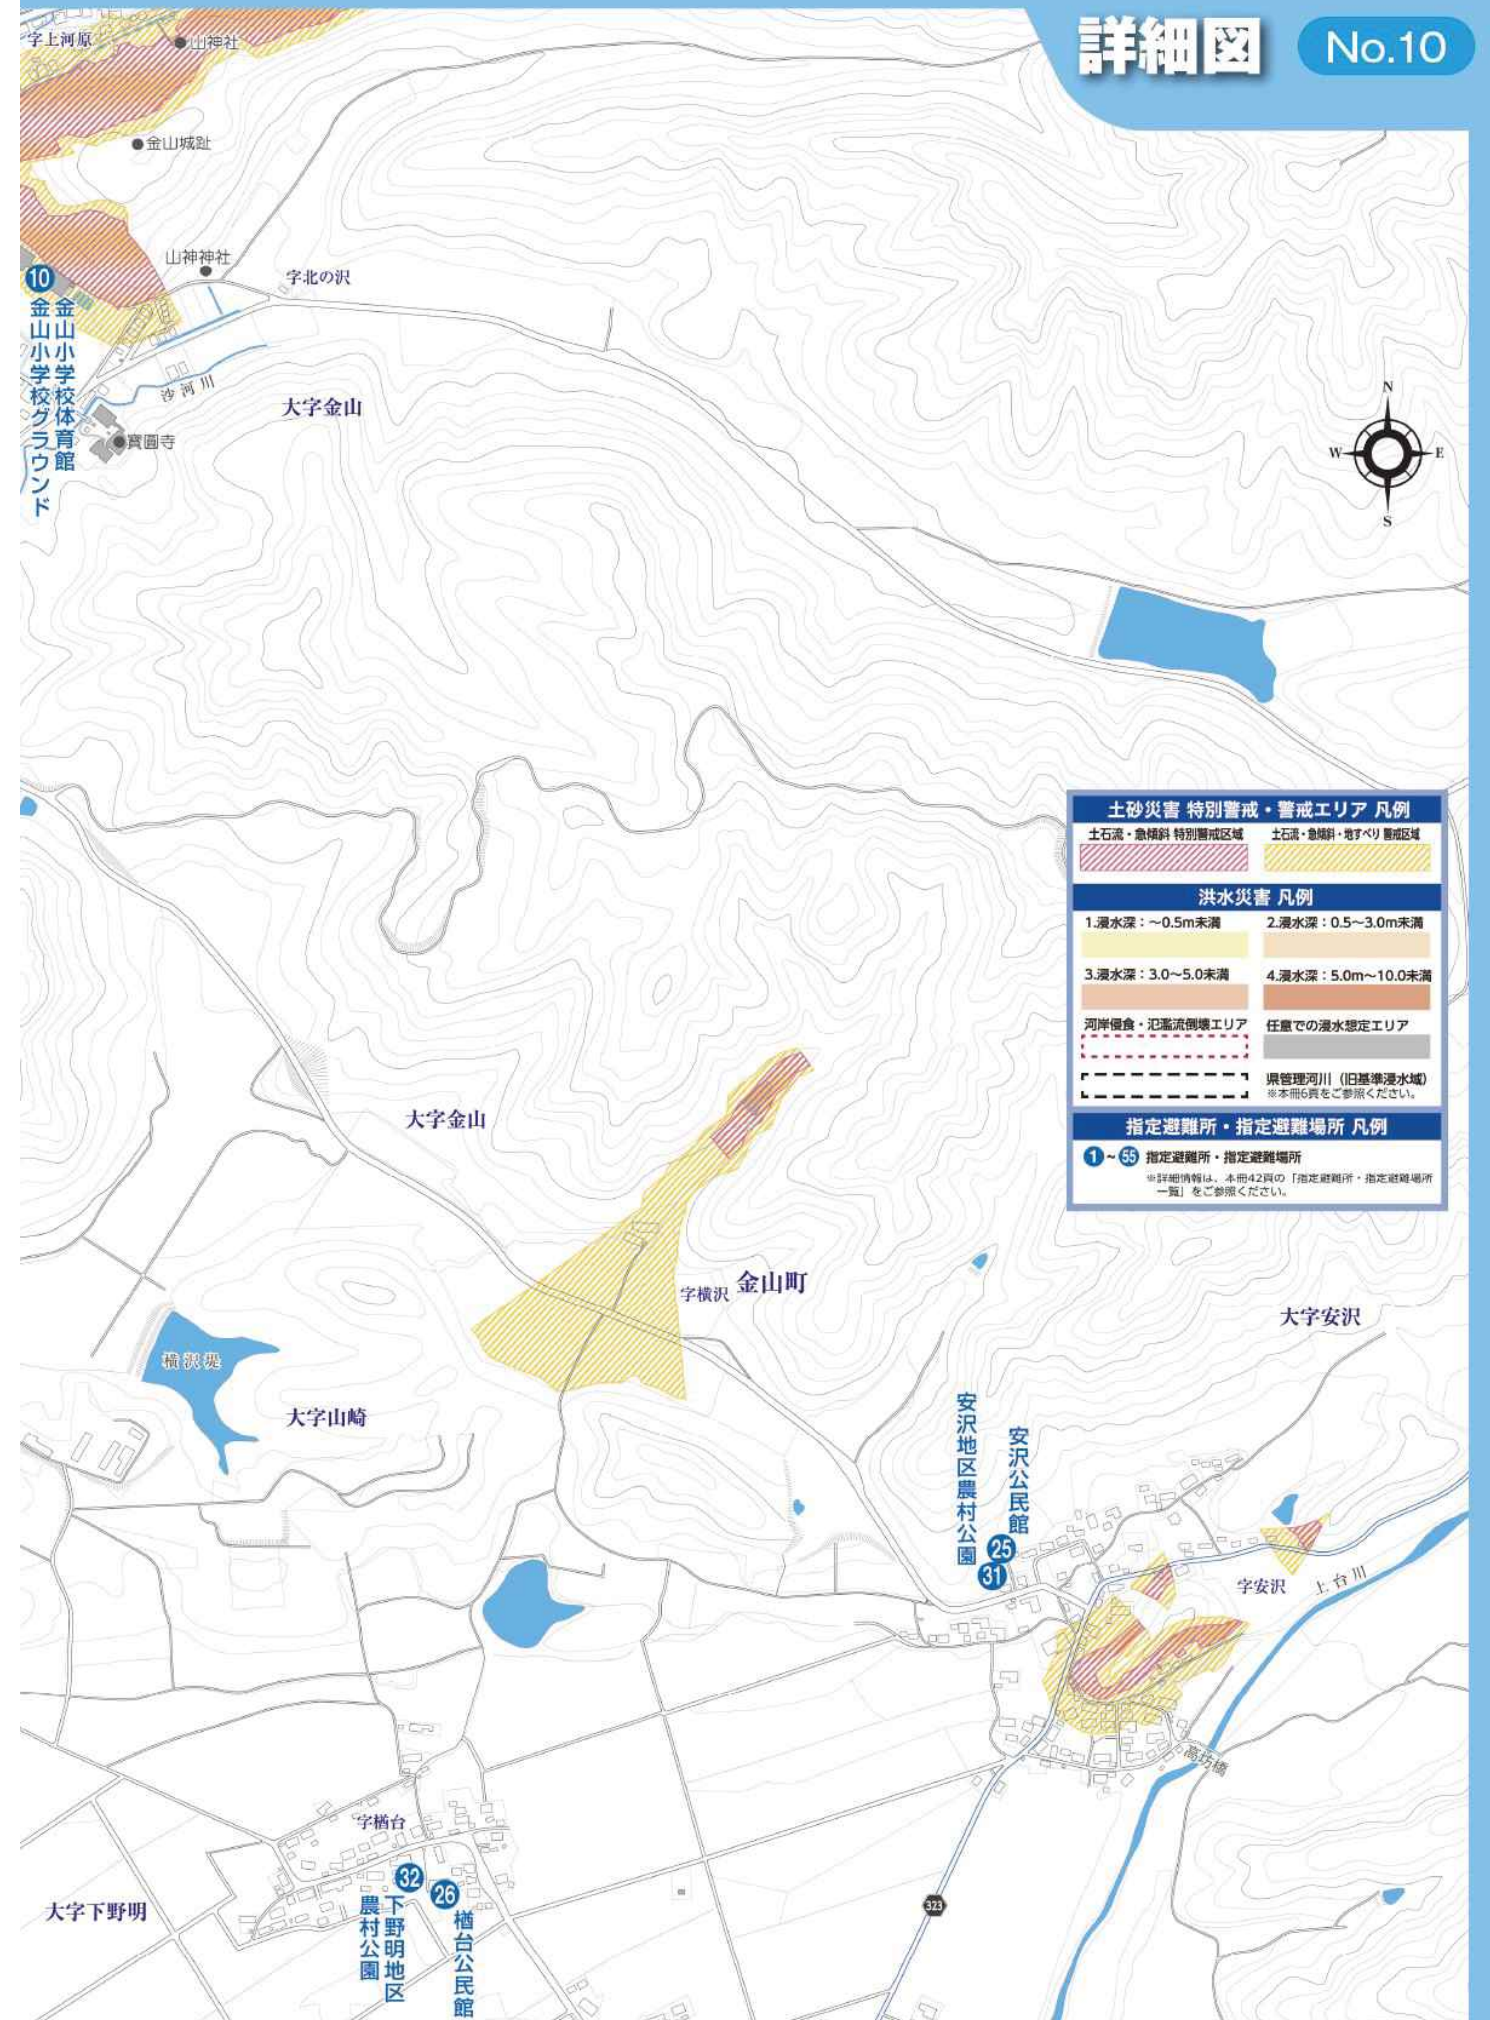 詳細図 No.10
字上河原
山神社
金山城趾
山神神社
字北の沢
10
金山小学校体育館
金山小学校グラウンド
沙河川
大字金山
寳圓寺
N
W
E
S
土砂災害 特別警戒・警戒エリア 凡例
土石流・急傾斜 特別警戒区域
土石流・急傾斜・地すべり 警戒区域
洪水災害 凡例
1.浸水深：～0.5m未満
2.浸水深：0.5～3.0m未満
3.浸水深：3.0～5.0未満
4.浸水深：5.0m～10.0未満
河岸侵食・氾濫流倒壊エリア
任意での浸水想定エリア
県管理河川（旧基準浸水域）
※本冊6頁をご参照ください。
指定避難所・指定避難場所 凡例
1～55 指定避難所・指定避難場所
※詳細情報は、本冊42頁の「指定避難所・指定避難場所
一覧」をご参照ください。
大字金山
字横沢
金山町
大字安沢
横沢堤
大字山崎
安沢公民館
安沢地区農村公園
25
31
字安沢
上台川
高坊橋
字楢台
32
26
大字下野明
下野明地区
農村公園
楢台公民館
323